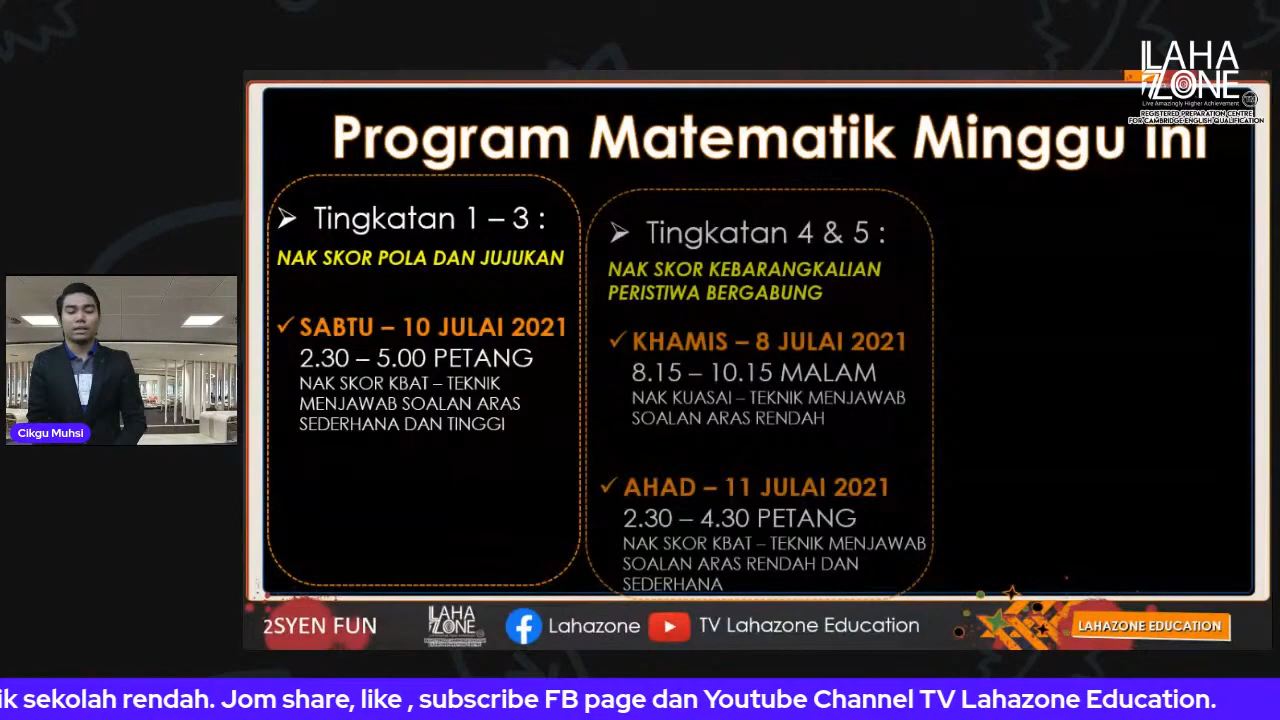 LAHA
ZONE
Live Amazingly Higher Achievement
REGISTERED PREPARATION CENTRE
FOR CAMBRIDGE ENGLISH QUALIFICATION
Program Matematik Minggu ini
Tingkatan 1 – 3 :
NAK SKOR POLA DAN JUJUKAN
SABTU – 10 JULAI 2021
2.30 – 5.00 PETANG
NAK SKOR KBAT – TEKNIK
MENJAWAB SOALAN ARAS
SEDERHANA DAN TINGGI
Tingkatan 4 & 5 :
NAK SKOR KEBARANGKALIAN
PERISTIWA BERGABUNG
KHAMIS – 8 JULAI 2021
8.15 – 10.15 MALAM
NAK KUASAI – TEKNIK MENJAWAB
SOALAN ARAS RENDAH
AHAD – 11 JULAI 2021
2.30 – 4.30 PETANG
NAK SKOR KBAT – TEKNIK MENJAWAB
SOALAN ARAS RENDAH DAN
SEDERHANA
Cikgu Muhsi
2SYEN FUN
LAHA
ZONE
Lahazone
TV Lahazone Education
LAHAZONE EDUCATION
ik sekolah rendah. Jom share, like , subscribe FB page dan Youtube Channel TV Lahazone Education.